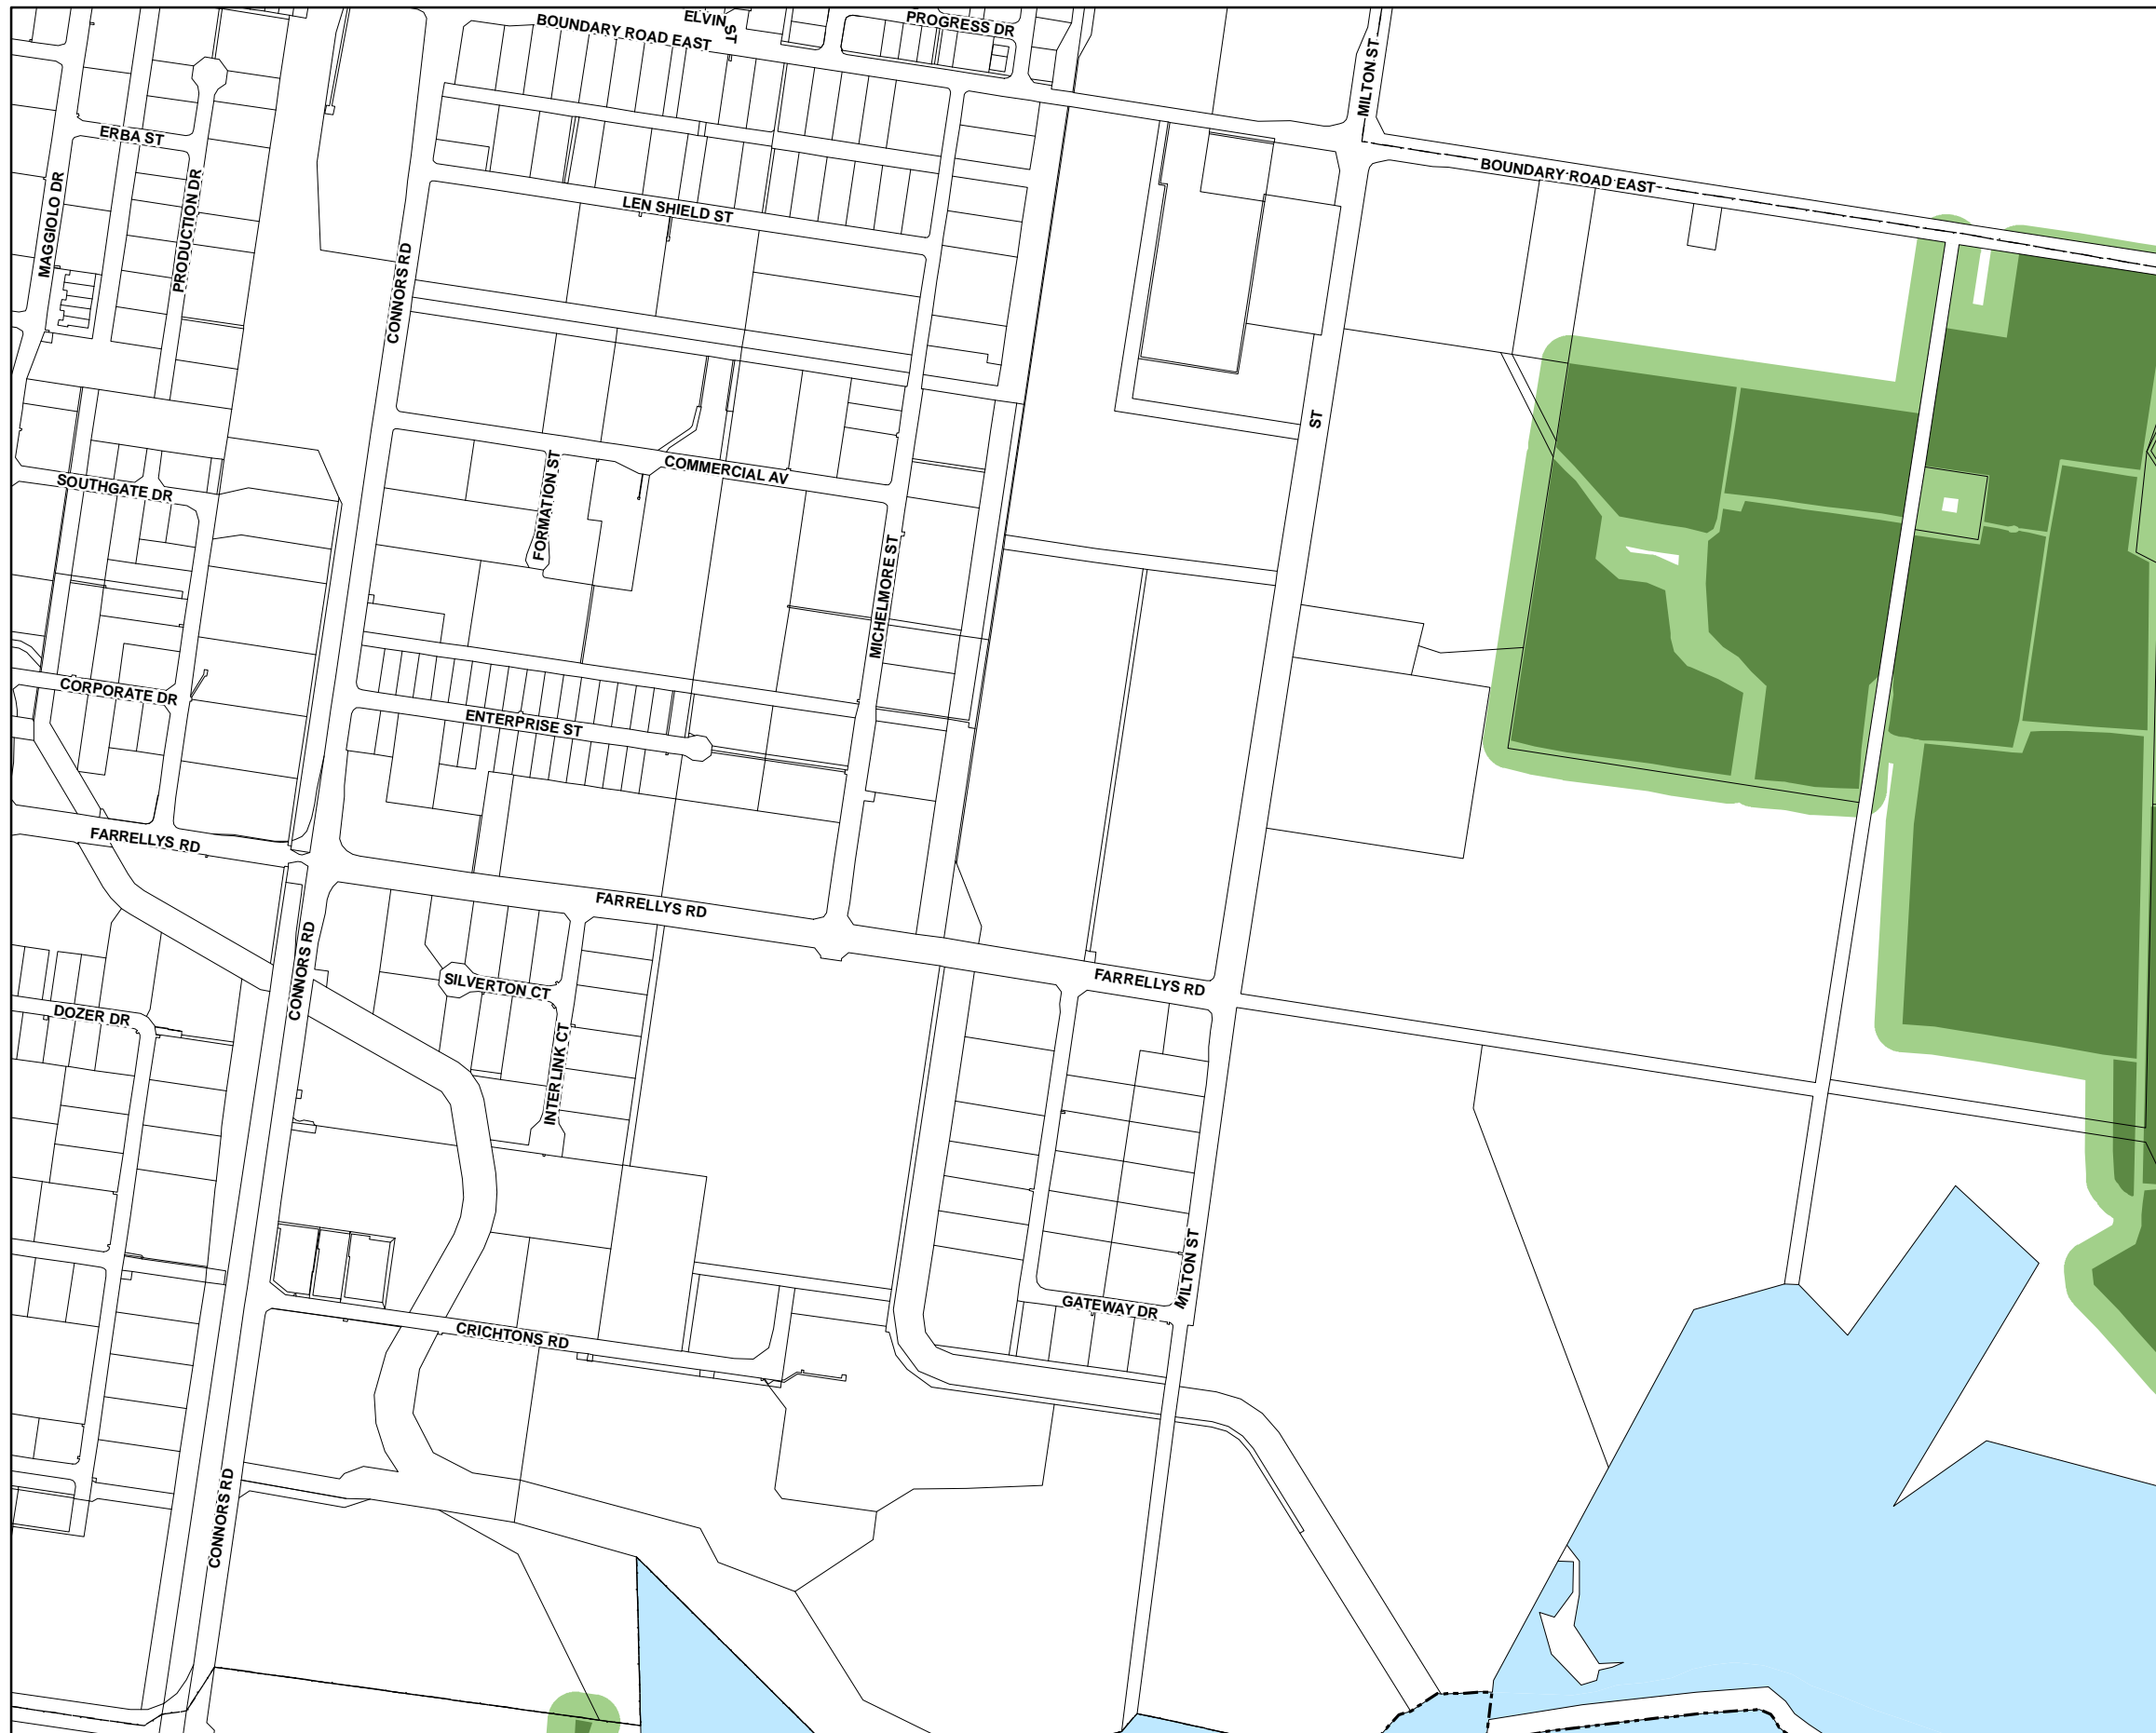 ELVIN ST
PROGRESS DR
BOUNDARY ROAD EAST
MILTON ST
ERBA ST
BOUNDARY ROAD EAST
MAGGIOLO DR
PRODUCTION DR
LEN SHIELD ST
CONNORS RD
ST
COMMERCIAL AV
SOUTHGATE DR
FORMATION ST
MICHELMORE ST
CORPORATE DR
ENTERPRISE ST
FARRELLYS RD
FARRELLYS RD
CONNORS RD
SILVERTON CT
FARRELLYS RD
DOZER DR
INTERLINK CT
MILTON ST
GATEWAY DR
CRICHTONS RD
CONNORS RD